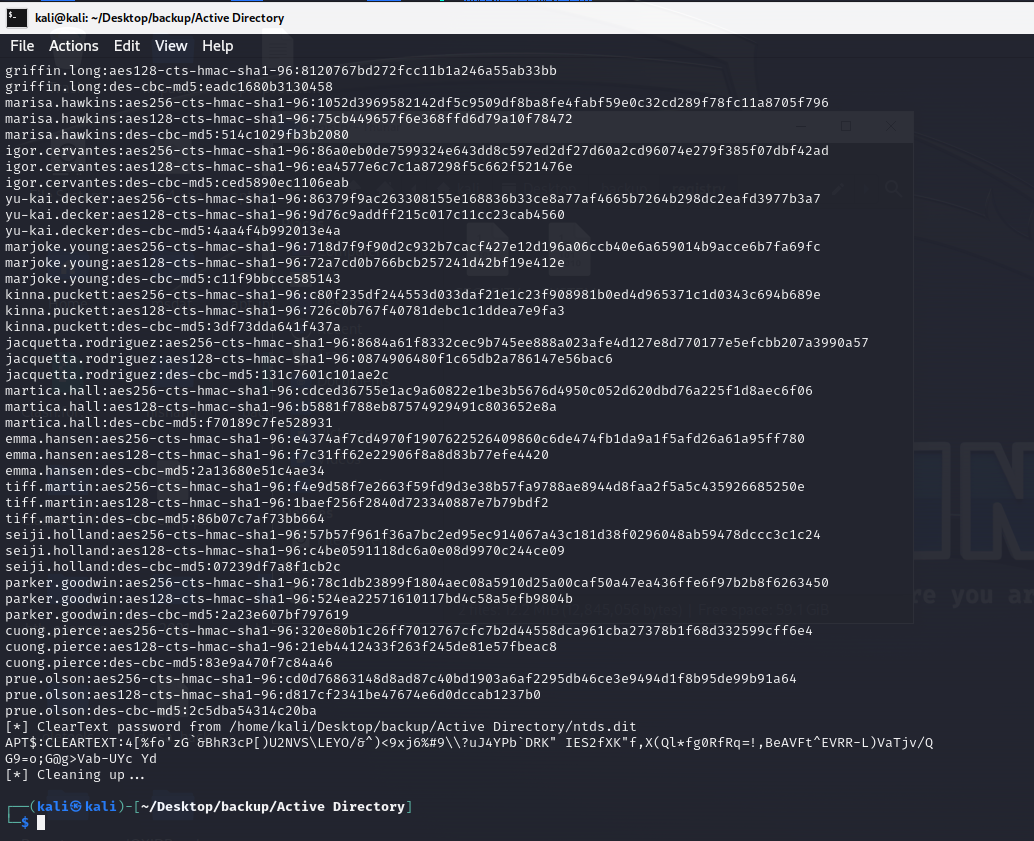 kali@kali: ~/Desktop/backup/Active Directory
File Actions Edit View Help
griffin.long:aes128-cts-hmac-sha1-96:8120767bd272fcc11b1a246a55ab33bb
griffin.long:des-cbc-md5:eadc1680b3130458
marisa.hawkins:aes256-cts-hmac-sha1-96:1052d3969582142df5c9509df8ba8fe4fabf59e0c32cd289f78fc11a8705f796
marisa.hawkins:aes128-cts-hmac-sha1-96:75cb449657f6e368ffd6d79a10f78472
marisa.hawkins:des-cbc-md5:514c1029fb3b2080
igor.cervantes:aes256-cts-hmac-sha1-96:86a0eb0de7599324e643dd8c597ed2df27d60a2cd96074e279f385f07dbf42ad
igor.cervantes:aes128-cts-hmac-sha1-96:ea4577e6c7c1a87298f5c662f521476e
igor.cervantes:des-cbc-md5:ced5890ec1106eab
yu-kai.decker:aes256-cts-hmac-sha1-96:86379f9ac263308155e168836b33ce8a77af4665b7264b298dc2eafd3977b3a7
yu-kai.decker:aes128-cts-hmac-sha1-96:9d76c9addff215c017c11cc23cab4560
yu-kai.decker:des-cbc-md5:4aa4f4b992013e4a
marjoke.young:aes256-cts-hmac-sha1-96:718d7f9f90d2c932b7cacf427e12d196a06ccb40e6a659014b9acce6b7fa69fc
marjoke.young:aes128-cts-hmac-sha1-96:72a7cd0b766bcb257241d42bf19e412e
marjoke.young:des-cbc-md5:c11f9bbcce585143
kinna.puckett:aes256-cts-hmac-sha1-96:c80f235df244553d033daf21e1c23f908981b0ed4d965371c1d0343c694b689e
kinna.puckett:aes128-cts-hmac-sha1-96:726c0b767f40781debc1c1ddea7e9fa3
kinna.puckett:des-cbc-md5:3df73dda641f437a
jacquetta.rodriguez:aes256-cts-hmac-sha1-96:8684a61f8332cec9b745ee888a023afe4d127e8d770177e5efcbb207a3990a57
jacquetta.rodriguez:aes128-cts-hmac-sha1-96:0874906480f1c65db2a786147e56bac6
jacquetta.rodriguez:des-cbc-md5:131c7601c101ae2c
martica.hall:aes256-cts-hmac-sha1-96:cdced36755e1ac9a60822e1be3b5676d4950c052d620dbd76a225f1d8aec6f06
martica.hall:aes128-cts-hmac-sha1-96:b5881f788eb87574929491c803652e8a
martica.hall:des-cbc-md5:f70189c7fe528931
emma.hansen:aes256-cts-hmac-sha1-96:e4374af7cd4970f1907622526409860c6de474fb1da9a1f5afd26a61a95ff780
emma.hansen:aes128-cts-hmac-sha1-96:f7c31ff62e22906f8a8d83b77efe4420
emma.hansen:des-cbc-md5:2a13680e51c4ae34
tiff.martin:aes256-cts-hmac-sha1-96:f4e9d58f7e2663f59fd9d3e38b57fa9788ae8944d8faa2f5a5c435926685250e
tiff.martin:aes128-cts-hmac-sha1-96:1baef256f2840d723340887e7b79bdf2
tiff.martin:des-cbc-md5:86b07c7af73bb664
seiji.holland:aes256-cts-hmac-sha1-96:57b57f961f36a7bc2ed95ec914067a43c181d38f0296048ab59478dccc3c1c24
seiji.holland:aes128-cts-hmac-sha1-96:c4be0591118dc6a0e08d9970c244ce09
seiji.holland:des-cbc-md5:07239df7a8f1cb2c
parker.goodwin:aes256-cts-hmac-sha1-96:78c1db23899f1804aec08a5910d25a00caf50a47ea436ffe6f97b2b8f6263450
parker.goodwin:aes128-cts-hmac-sha1-96:524ea22571610117bd4c58a5efb9804b
parker.goodwin:des-cbc-md5:2a23e607bf797619
cuong.pierce:aes256-cts-hmac-sha1-96:320e80b1c26ff7012767cfc7b2d44558dca961cba27378b1f68d332599cff6e4
cuong.pierce:aes128-cts-hmac-sha1-96:21eb4412433f263f245de81e57fbeac8
cuong.pierce:des-cbc-md5:83e9a470f7c84a46
prue.olson:aes256-cts-hmac-sha1-96:cd0d76863148d8ad87c40bd1903a6af2295db46ce3e9494d1f8b95de99b91a64
prue.olson:aes128-cts-hmac-sha1-96:d817cf2341be47674e6d0dccab1237b0
prue.olson:des-cbc-md5:2c5dba54314c20ba
[*] ClearText password from /home/kali/Desktop/backup/Active Directory/ntds.dit
APT$:CLEARTEXT:4[%fo'zG`&BhR3cP[)U2NVS\LEYO/&^)<9xj6%#9\\?uJ4YPb`DRK" IES2fXK"f,X(Ql*fg0RfRq=!,BeAVFt^EVRR-L)VaTjv/Q
G9=o;G@g>Vab-UYc Yd
[*] Cleaning up...
(kali㉿kali)-[~/Desktop/backup/Active Directory]
$